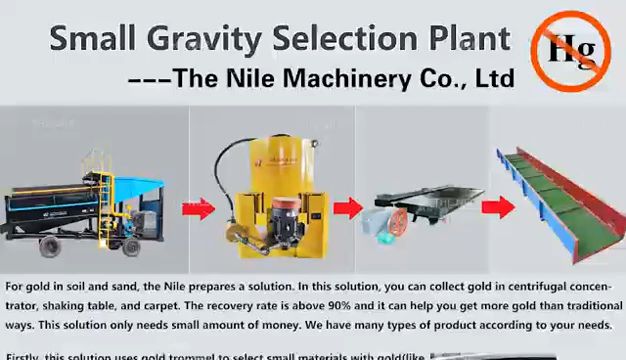 Small Gravity Selection Plant
Hg
---The Nile Machinery Co., Ltd
For gold in soil and sand, the Nile prepares a solution. In this solution, you can collect gold in centrifugal concen-
trator, shaking table, and carpet. The recovery rate is above 90% and it can help you get more gold than traditional
ways. This solution only needs small amount of money. We have many types of product according to your needs.
Firstly, this solution uses gold trommel to select small materials with gold(like